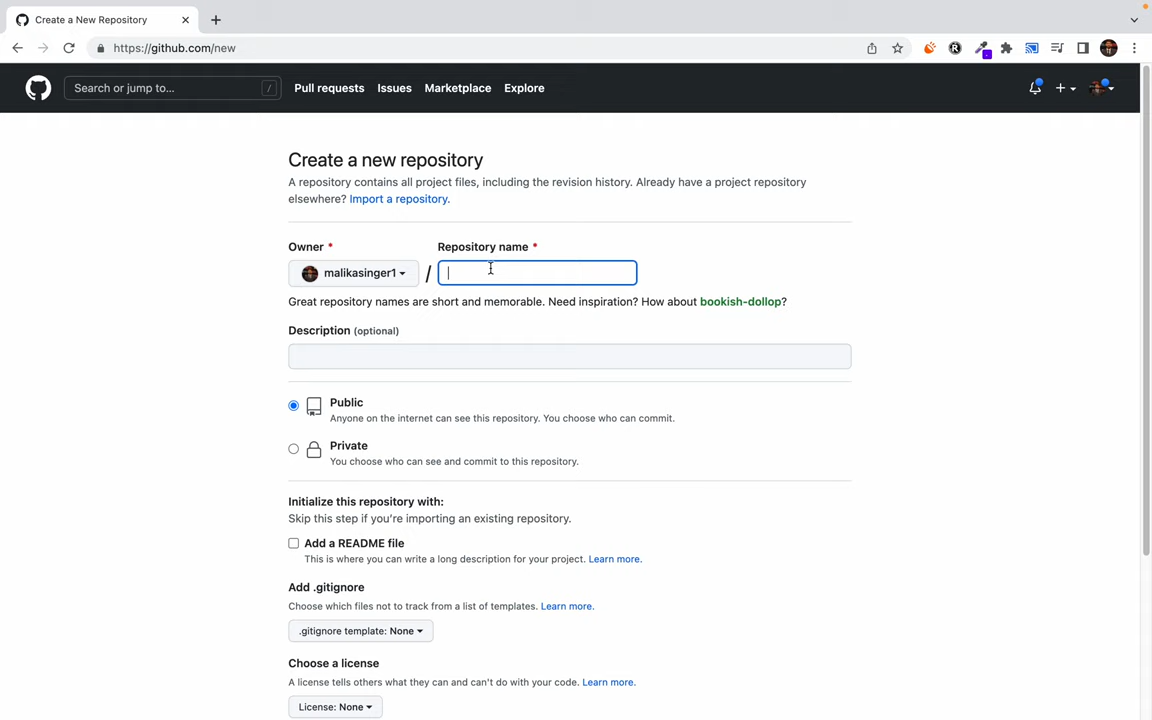 Create a New Repository
https://github.com/new
Search or jump to... /
Pull requests Issues Marketplace Explore
Create a new repository
A repository contains all project files, including the revision history. Already have a project repository
elsewhere? Import a repository.
Owner * Repository name *
malikasinger1 /
Great repository names are short and memorable. Need inspiration? How about bookish-dollop?
Description (optional)
Public
Anyone on the internet can see this repository. You choose who can commit.
Private
You choose who can see and commit to this repository.
Initialize this repository with:
Skip this step if you're importing an existing repository.
Add a README file
This is where you can write a long description for your project. Learn more.
Add .gitignore
Choose which files not to track from a list of templates. Learn more.
.gitignore template: None
Choose a license
A license tells others what they can and can't do with your code. Learn more.
License: None